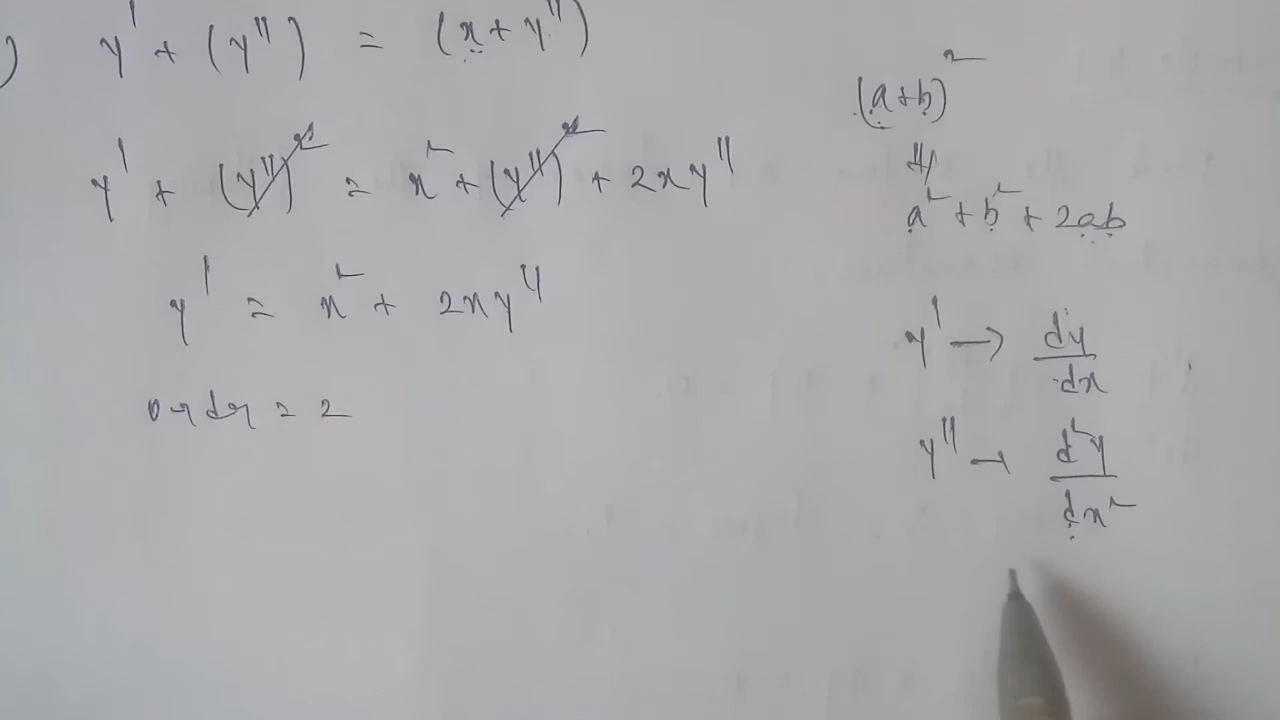 ) y' + (y'') = (x + y'')
y' + (y'')² = x² + (y'')² + 2xy''
y' = x² + 2xy''
order = 2
(a+b)²
a² + b² + 2ab
y' → dy/dx
y'' → d²y/dx²